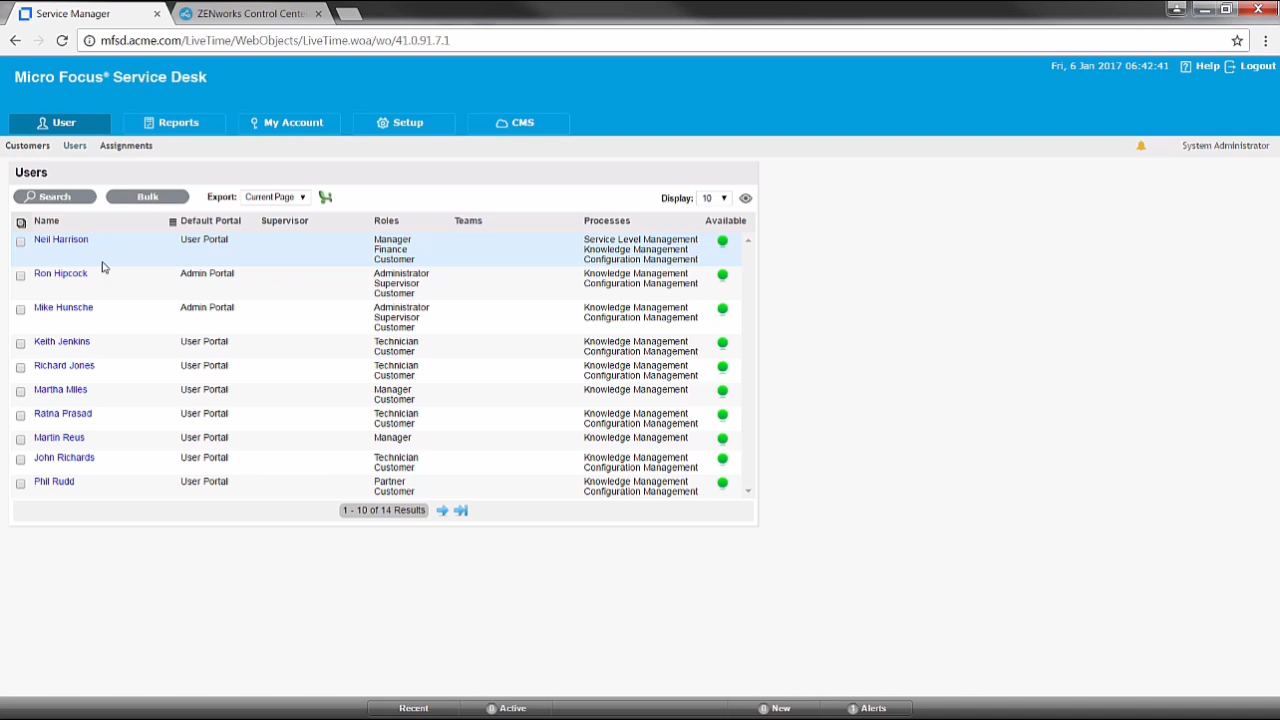 Service Manager
ZENworks Control Cente
mfsd.acme.com/LiveTime/WebObjects/LiveTime.woa/wo/41.0.91.7.1
Fri, 6 Jan 2017 06:42:41 Help Logout
Micro Focus® Service Desk
User Reports My Account Setup CMS
Customers Users Assignments System Administrator
Users
Search Bulk Export: Current Page Display: 10
Name Default Portal Supervisor Roles Teams Processes Available
Neil Harrison User Portal Manager Service Level Management
Finance Knowledge Management
Customer Configuration Management
Ron Hipcock Admin Portal Administrator Knowledge Management
Supervisor Configuration Management
Customer
Mike Hunsche Admin Portal Administrator Knowledge Management
Supervisor Configuration Management
Customer
Keith Jenkins User Portal Technician Knowledge Management
Customer Configuration Management
Richard Jones User Portal Technician Knowledge Management
Customer Configuration Management
Martha Miles User Portal Manager Knowledge Management
Customer
Ratna Prasad User Portal Technician Knowledge Management
Customer Configuration Management
Martin Reus User Portal Manager Knowledge Management
John Richards User Portal Technician Knowledge Management
Customer Configuration Management
Phil Rudd User Portal Partner Knowledge Management
Customer Configuration Management
1 - 10 of 14 Results
Recent 0 Active 0 New 1 Alerts